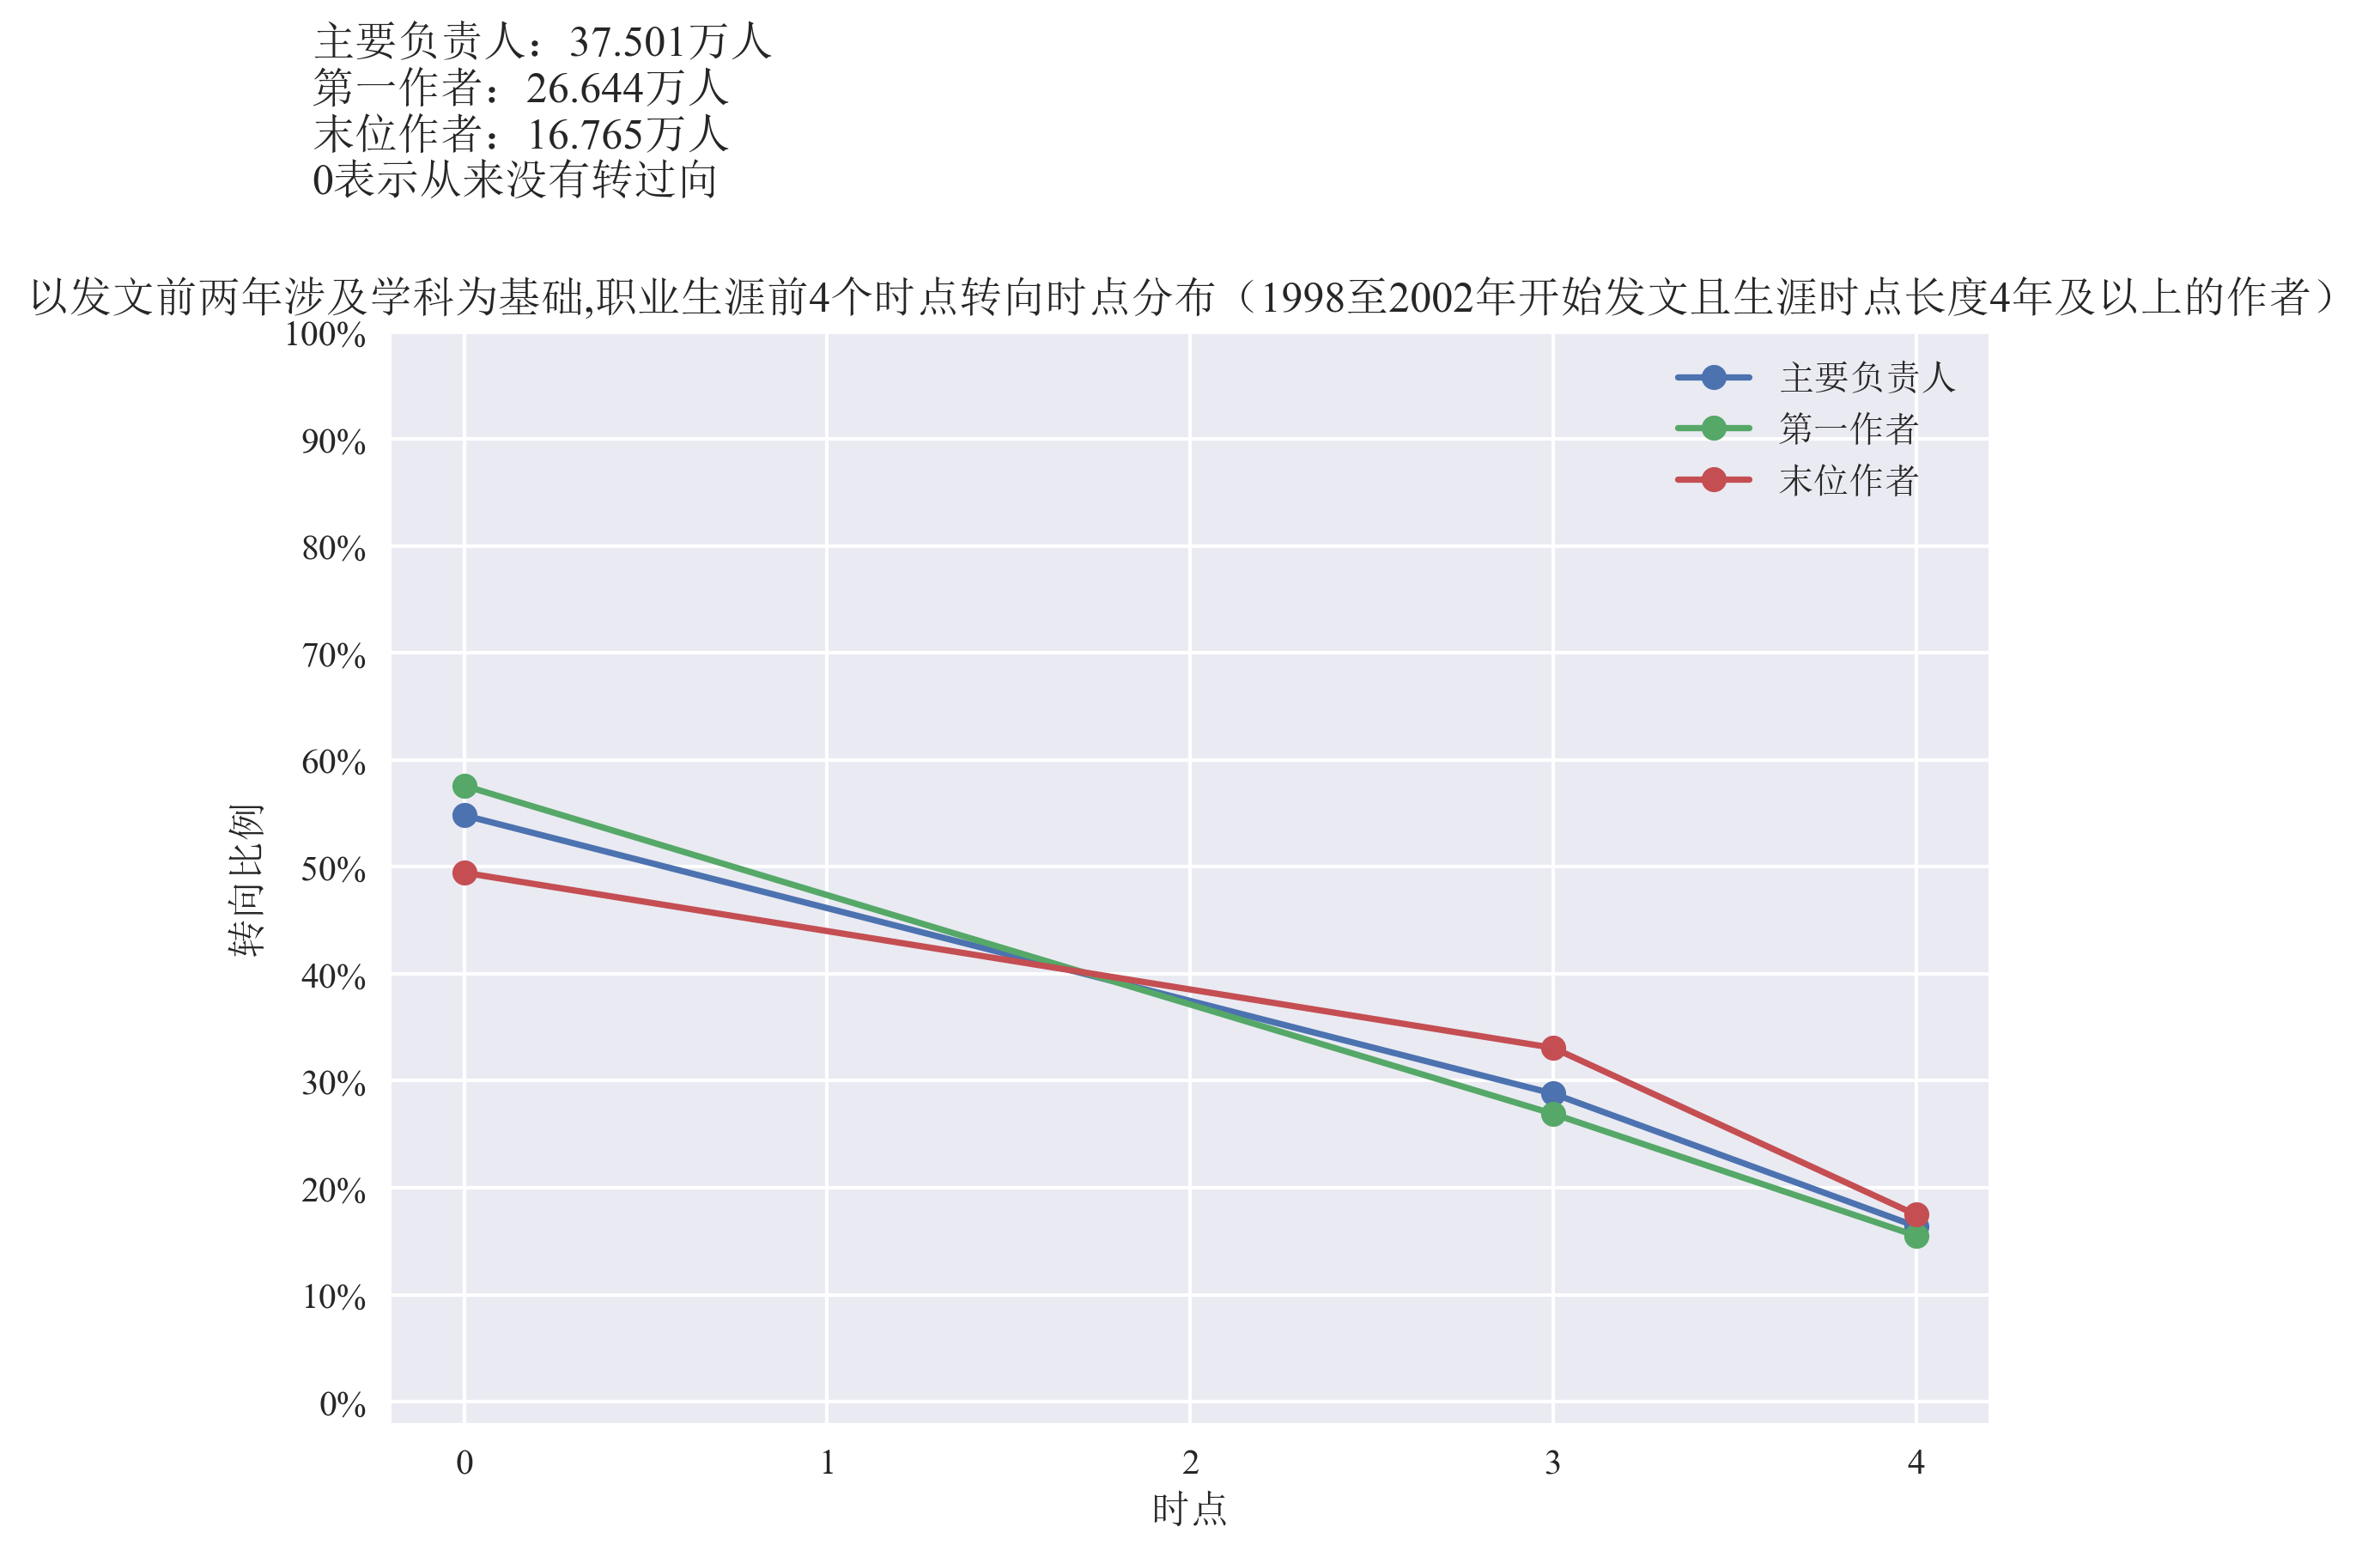 主要负责人：37.501万人
第一作者：26.644万人
末位作者：16.765万人
0表示从来没有转过向
以发文前两年涉及学科为基础,职业生涯前4个时点转向时点分布（1998至2002年开始发文且生涯时点长度4年及以上的作者）
100%
90%
80%
70%
60%
50%
40%
30%
20%
10%
0%
转向比例
主要负责人
第一作者
末位作者
0 1 2 3 4
时点